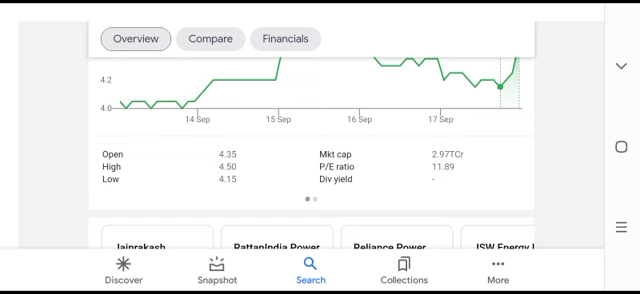 Overview Compare Financials
4.2
4.0
14 Sep 15 Sep 16 Sep 17 Sep
Open 4.35 Mkt cap 2.97TCr
High 4.50 P/E ratio 11.89
Low 4.15 Div yield -
Jaiprakash RattanIndia Power Reliance Power JSW Energy
Discover Snapshot Search Collections More